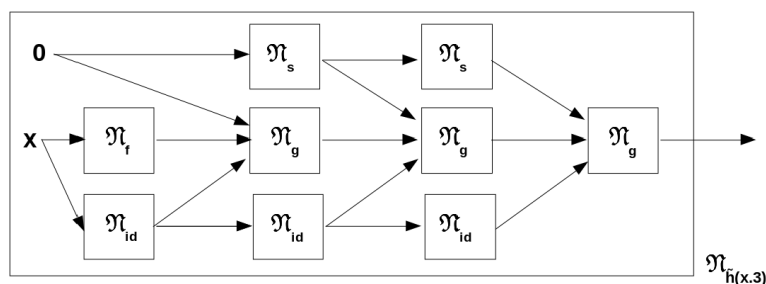 0 𝔑s 𝔑s
x 𝔑f 𝔑g 𝔑g 𝔑g
𝔑id 𝔑id 𝔑id
𝔑h̃(x.3)